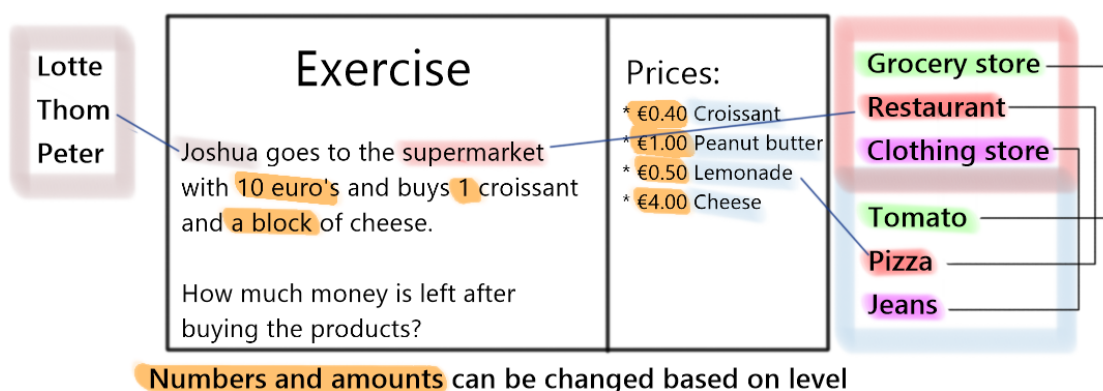 Lotte
Thom
Peter
Exercise
Joshua goes to the supermarket
with 10 euro's and buys 1 croissant
and a block of cheese.
How much money is left after
buying the products?
Prices:
* €0.40 Croissant
* €1.00 Peanut butter
* €0.50 Lemonade
* €4.00 Cheese
Grocery store
Restaurant
Clothing store
Tomato
Pizza
Jeans
Numbers and amounts can be changed based on level